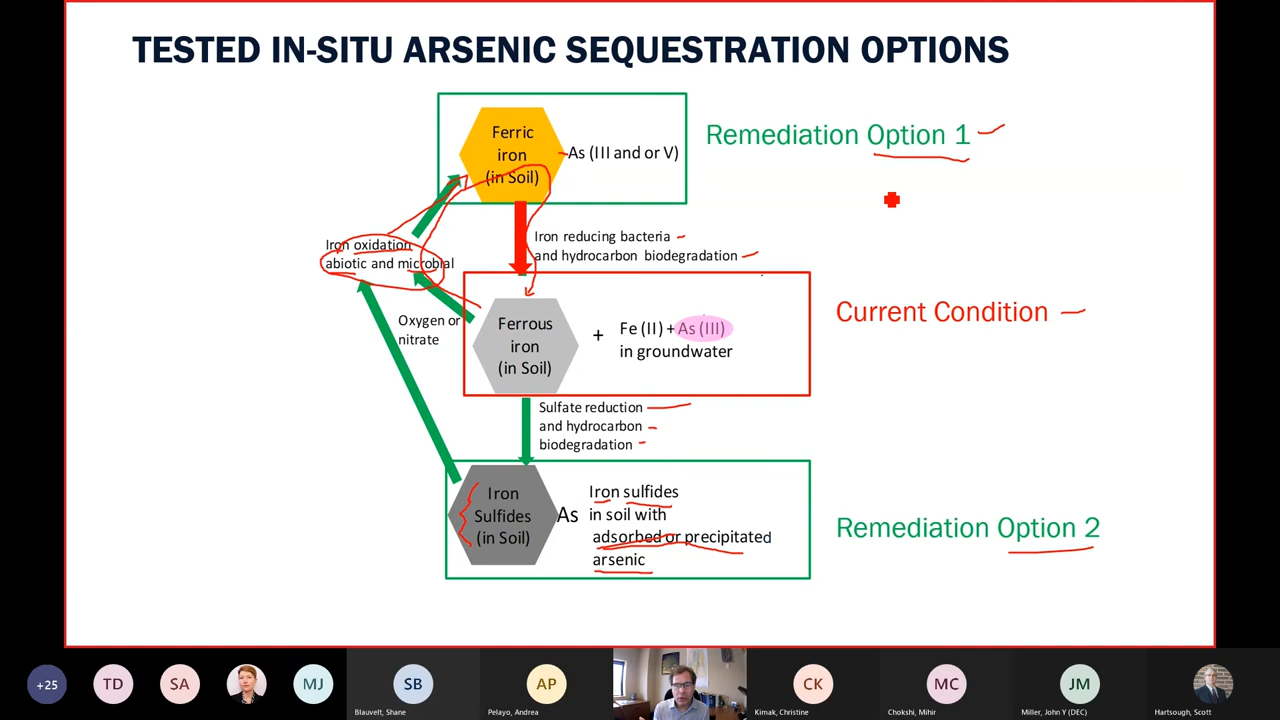 TESTED IN-SITU ARSENIC SEQUESTRATION OPTIONS
Ferric
iron
(in Soil)
As (III and or V)
Remediation Option 1
Iron oxidation
abiotic and microbial
Iron reducing bacteria
and hydrocarbon biodegradation
Oxygen or
nitrate
Ferrous
iron
(in Soil)
+
Fe (II) + As (III)
in groundwater
Current Condition
Sulfate reduction
and hydrocarbon
biodegradation
Iron
Sulfides
(in Soil)
As
Iron sulfides
in soil with
adsorbed or precipitated
arsenic
Remediation Option 2
+25
TD
SA
MJ
SB
Blauvelt, Shane
AP
Pelayo, Andrea
CK
Kimak, Christine
MC
Chokshi, Mihir
JM
Miller, John Y (DEC)
Hartsough, Scott